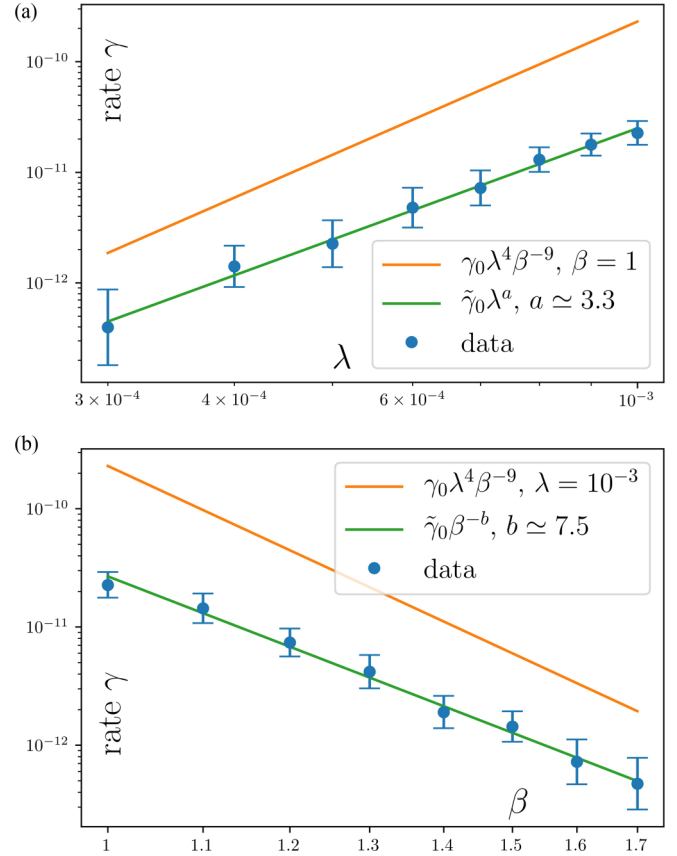 (a)
rate γ
10⁻¹⁰
10⁻¹¹
10⁻¹²
γ₀λ⁴β⁻⁹, β = 1
γ̃₀λᵃ, a ≃ 3.3
data
λ
3 × 10⁻⁴
4 × 10⁻⁴
6 × 10⁻⁴
10⁻³
(b)
γ₀λ⁴β⁻⁹, λ = 10⁻³
γ̃₀β⁻ᵇ, b ≃ 7.5
data
10⁻¹⁰
10⁻¹¹
10⁻¹²
rate γ
β
1
1.1
1.2
1.3
1.4
1.5
1.6
1.7